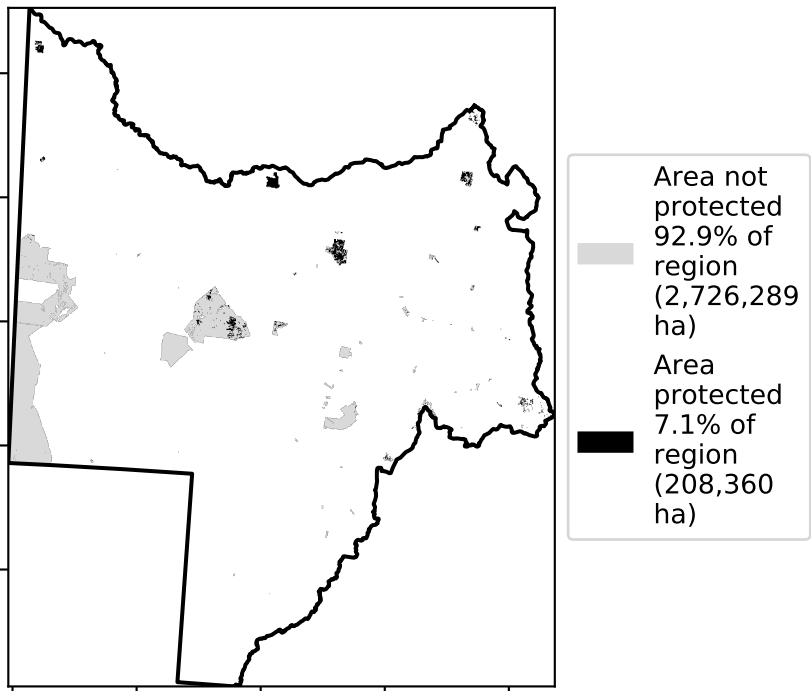 Area not
protected
92.9% of
region
(2,726,289
ha)
Area
protected
7.1% of
region
(208,360
ha)